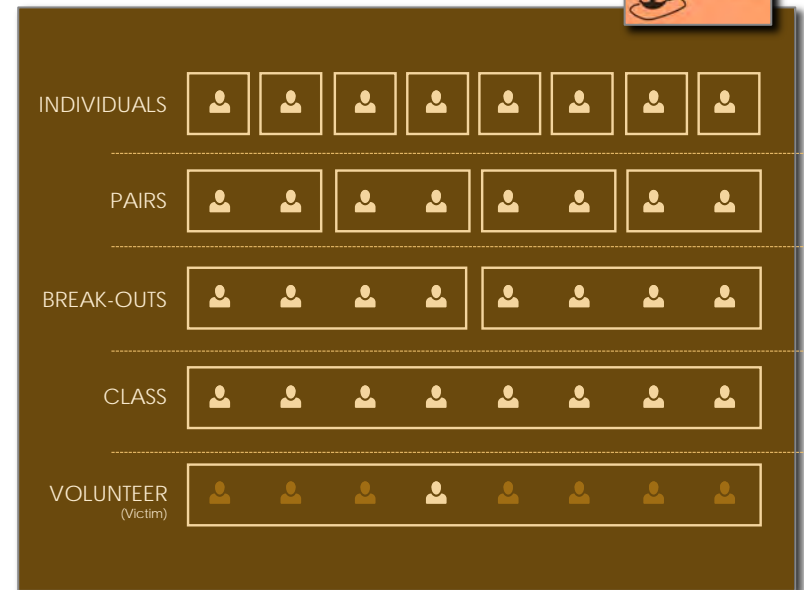 INDIVIDUALS
PAIRS
BREAK-OUTS
CLASS
VOLUNTEER
(Victim)